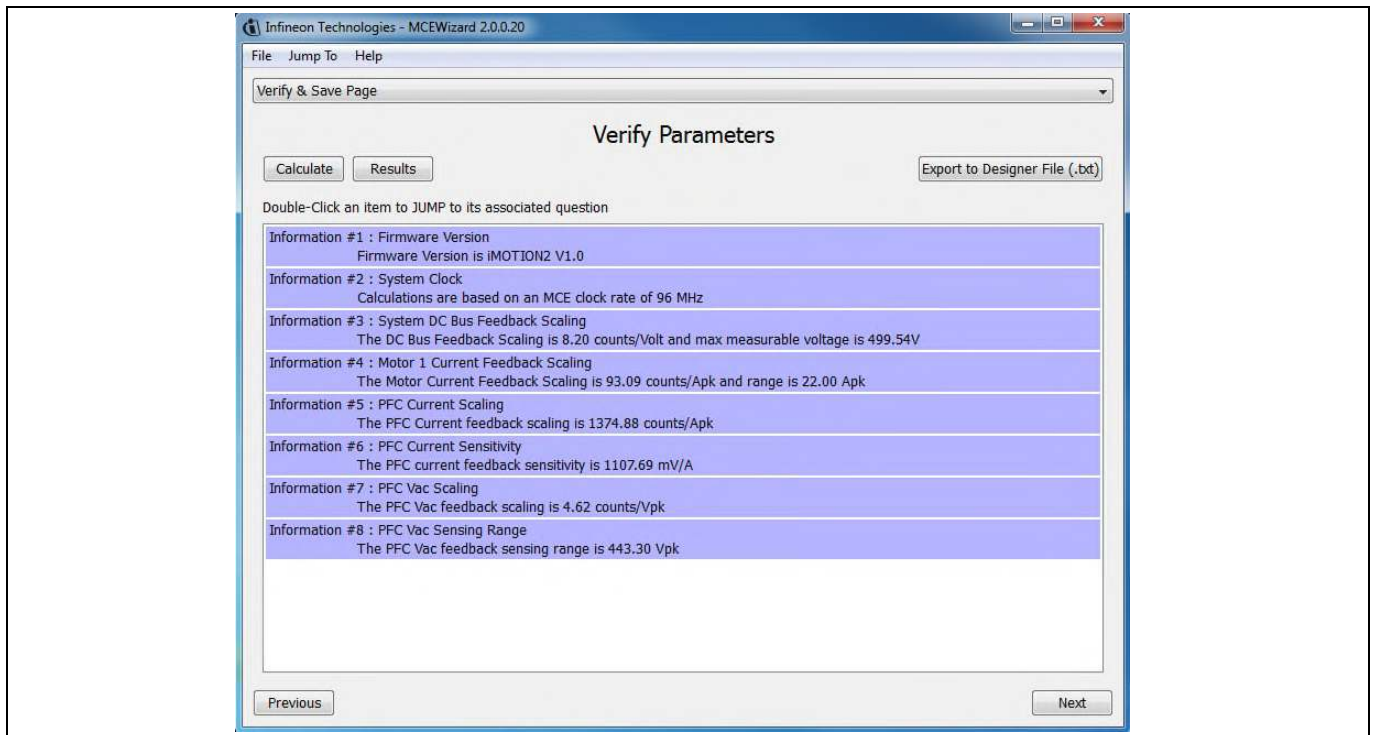 Infineon Technologies - MCEWizard 2.0.0.20
File Jump To Help
Verify & Save Page
Verify Parameters
Calculate Results Export to Designer File (.txt)
Double-Click an item to JUMP to its associated question
Information #1 : Firmware Version
Firmware Version is iMOTION2 V1.0
Information #2 : System Clock
Calculations are based on an MCE clock rate of 96 MHz
Information #3 : System DC Bus Feedback Scaling
The DC Bus Feedback Scaling is 8.20 counts/Volt and max measurable voltage is 499.54V
Information #4 : Motor 1 Current Feedback Scaling
The Motor Current Feedback Scaling is 93.09 counts/Apk and range is 22.00 Apk
Information #5 : PFC Current Scaling
The PFC Current feedback scaling is 1374.88 counts/Apk
Information #6 : PFC Current Sensitivity
The PFC current feedback sensitivity is 1107.69 mV/A
Information #7 : PFC Vac Scaling
The PFC Vac feedback scaling is 4.62 counts/Vpk
Information #8 : PFC Vac Sensing Range
The PFC Vac feedback sensing range is 443.30 Vpk
Previous Next